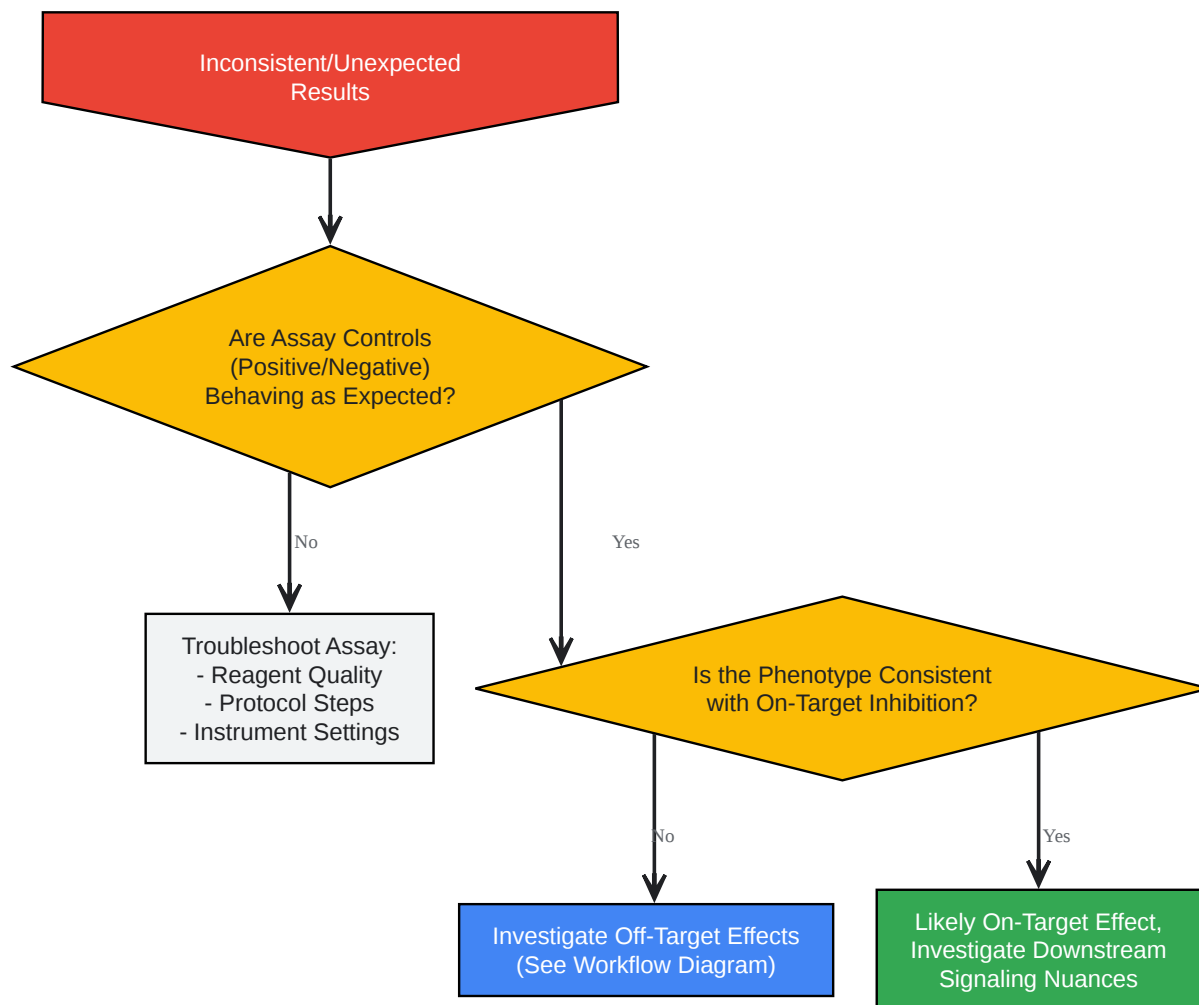 Inconsistent/Unexpected
Results
Are Assay Controls
(Positive/Negative)
Behaving as Expected?
No
Yes
Troubleshoot Assay:
- Reagent Quality
- Protocol Steps
- Instrument Settings
Is the Phenotype Consistent
with On-Target Inhibition?
No
Yes
Investigate Off-Target Effects
(See Workflow Diagram)
Likely On-Target Effect,
Investigate Downstream
Signaling Nuances